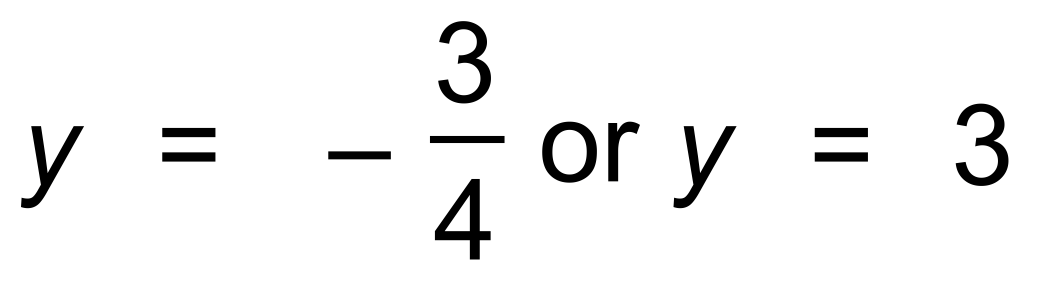 y = – 3/4 or y = 3